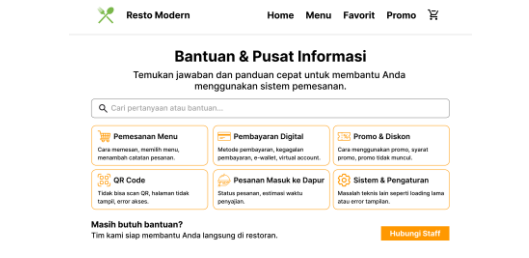 Resto Modern
Home Menu Favorit Promo
Bantuan & Pusat Informasi
Temukan jawaban dan panduan cepat untuk membantu Anda
menggunakan sistem pemesanan.
Cari pertanyaan atau bantuan...
Pemesanan Menu
Cara memesan, memilih menu,
menambah catatan pesanan.
Pembayaran Digital
Metode pembayaran, kegagalan
pembayaran, e-wallet, virtual account.
Promo & Diskon
Cara menggunakan promo, syarat
promo, promo tidak muncul.
QR Code
Tidak bisa scan QR, halaman tidak
tampil, error akses.
Pesanan Masuk ke Dapur
Status pesanan, estimasi waktu
penyajian.
Sistem & Pengaturan
Masalah teknis lain seperti loading lama
atau error tampilan.
Masih butuh bantuan?
Tim kami siap membantu Anda langsung di restoran.
Hubungi Staff